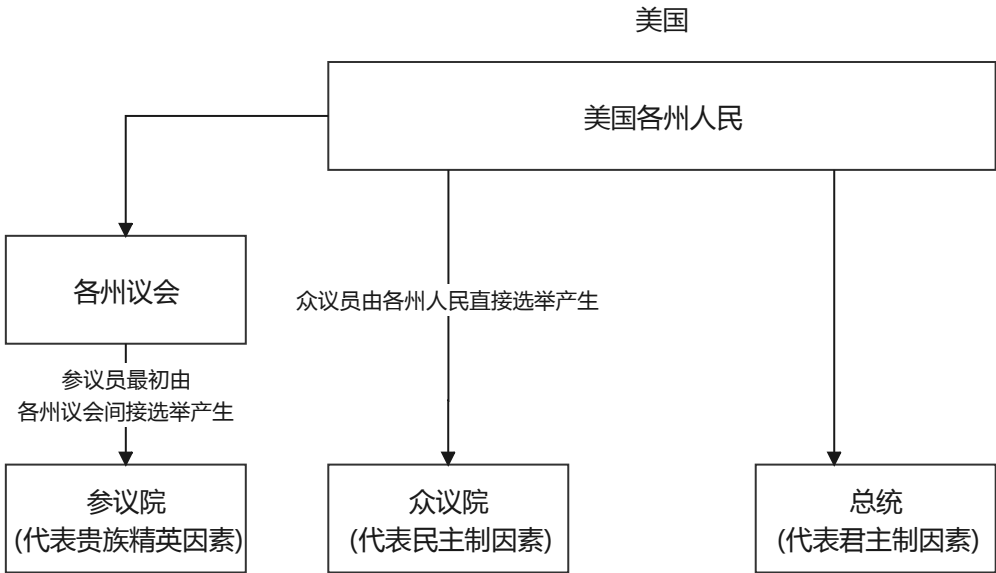 美国
美国各州人民
各州议会
众议员由各州人民直接选举产生
参议员最初由
各州议会间接选举产生
参议院
(代表贵族精英因素)
众议院
(代表民主制因素)
总统
(代表君主制因素)